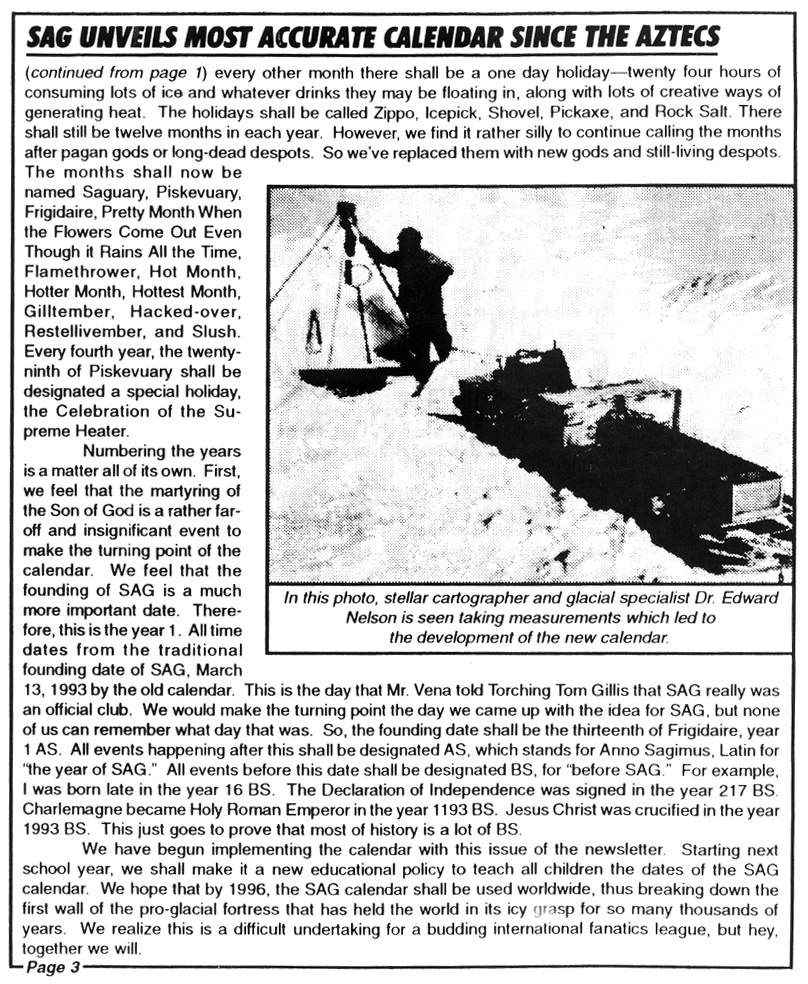 SAG UNVEILS MOST ACCURATE CALENDAR SINCE THE AZTECS
(continued from page 1) every other month there shall be a one day holiday—twenty four hours of
consuming lots of ice and whatever drinks they may be floating in, along with lots of creative ways of
generating heat. The holidays shall be called Zippo, Icepick, Shovel, Pickaxe, and Rock Salt. There
shall still be twelve months in each year. However, we find it rather silly to continue calling the months
after pagan gods or long-dead despots. So we've replaced them with new gods and still-living despots.
The months shall now be
named Saguary, Piskevuary,
Frigidaire, Pretty Month When
the Flowers Come Out Even
Though it Rains All the Time,
Flamethrower, Hot Month,
Hotter Month, Hottest Month,
Gilltember, Hacked-over,
Restellivember, and Slush.
Every fourth year, the twenty-
ninth of Piskevuary shall be
designated a special holiday,
the Celebration of the Su-
preme Heater.
Numbering the years
is a matter all of its own. First,
we feel that the martyring of
the Son of God is a rather far-
off and insignificant event to
make the turning point of the
calendar. We feel that the
founding of SAG is a much
more important date. There-
fore, this is the year 1. All time
dates from the traditional
founding date of SAG, March
13, 1993 by the old calendar. This is the day that Mr. Vena told Torching Tom Gillis that SAG really was
an official club. We would make the turning point the day we came up with the idea for SAG, but none
of us can remember what day that was. So, the founding date shall be the thirteenth of Frigidaire, year
1 AS. All events happening after this shall be designated AS, which stands for Anno Sagimus, Latin for
"the year of SAG." All events before this date shall be designated BS, for "before SAG." For example,
I was born late in the year 16 BS. The Declaration of Independence was signed in the year 217 BS.
Charlemagne became Holy Roman Emperor in the year 1193 BS. Jesus Christ was crucified in the year
1993 BS. This just goes to prove that most of history is a lot of BS.
We have begun implementing the calendar with this issue of the newsletter. Starting next
school year, we shall make it a new educational policy to teach all children the dates of the SAG
calendar. We hope that by 1996, the SAG calendar shall be used worldwide, thus breaking down the
first wall of the pro-glacial fortress that has held the world in its icy grasp for so many thousands of
years. We realize this is a difficult undertaking for a budding international fanatics league, but hey,
together we will.
In this photo, stellar cartographer and glacial specialist Dr. Edward
Nelson is seen taking measurements which led to
the development of the new calendar.
Page 3